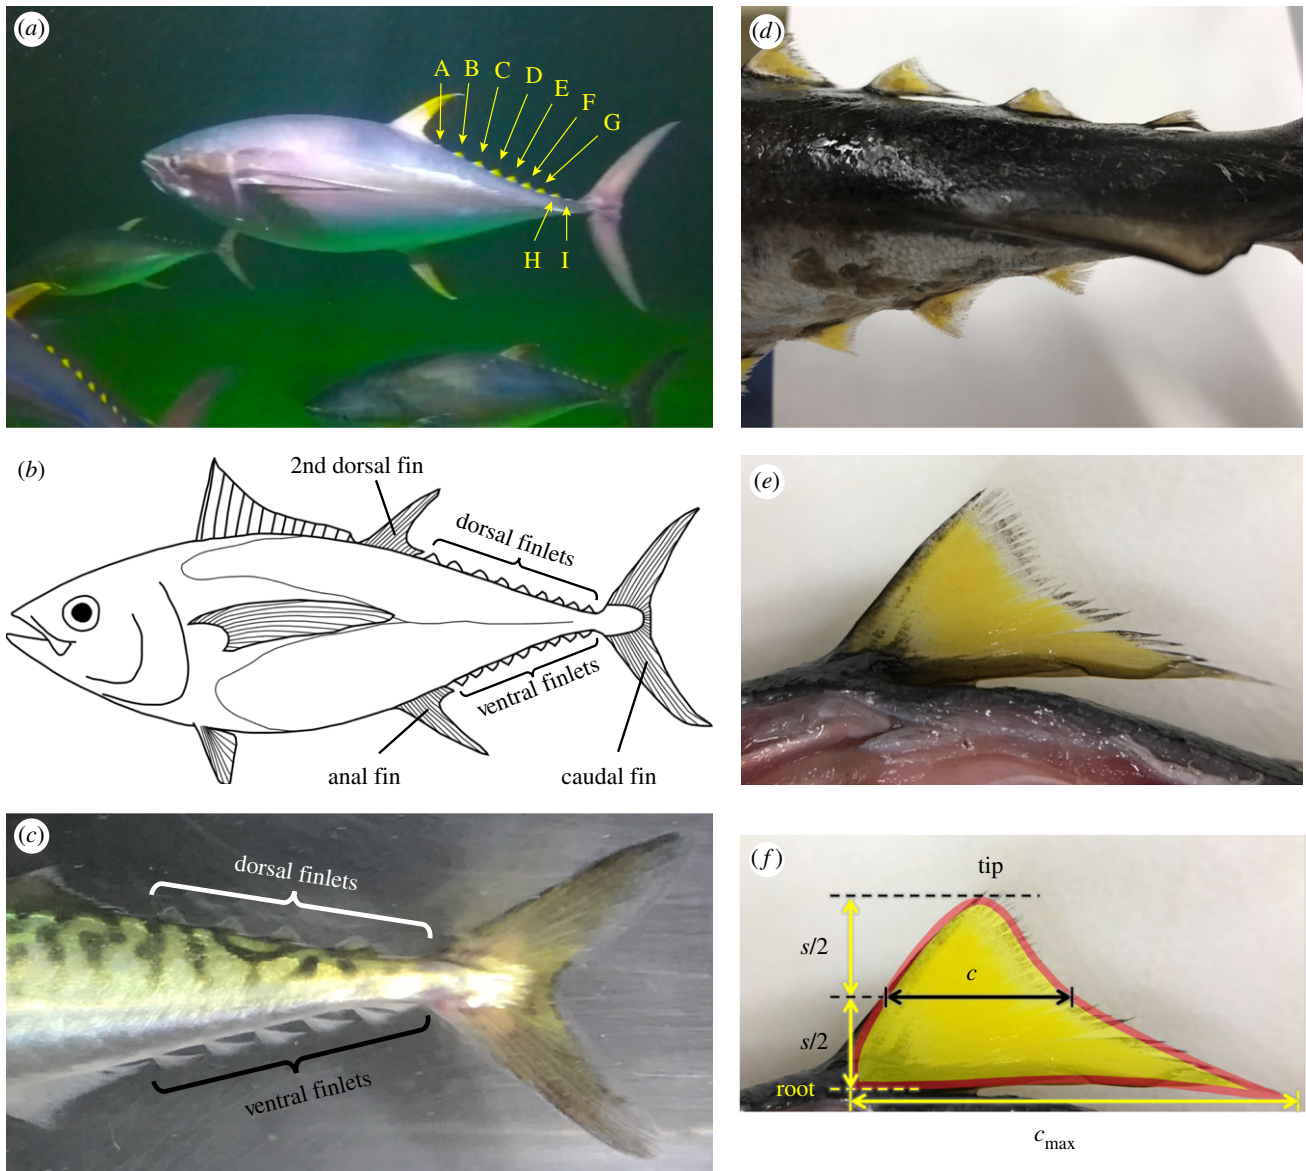 (a)
A
B
C
D
E
F
G
H
I
(b)
2nd dorsal fin
dorsal finlets
ventral finlets
anal fin
caudal fin
(c)
dorsal finlets
ventral finlets
(d)
(e)
(f)
tip
s/2
c
s/2
root
cmax